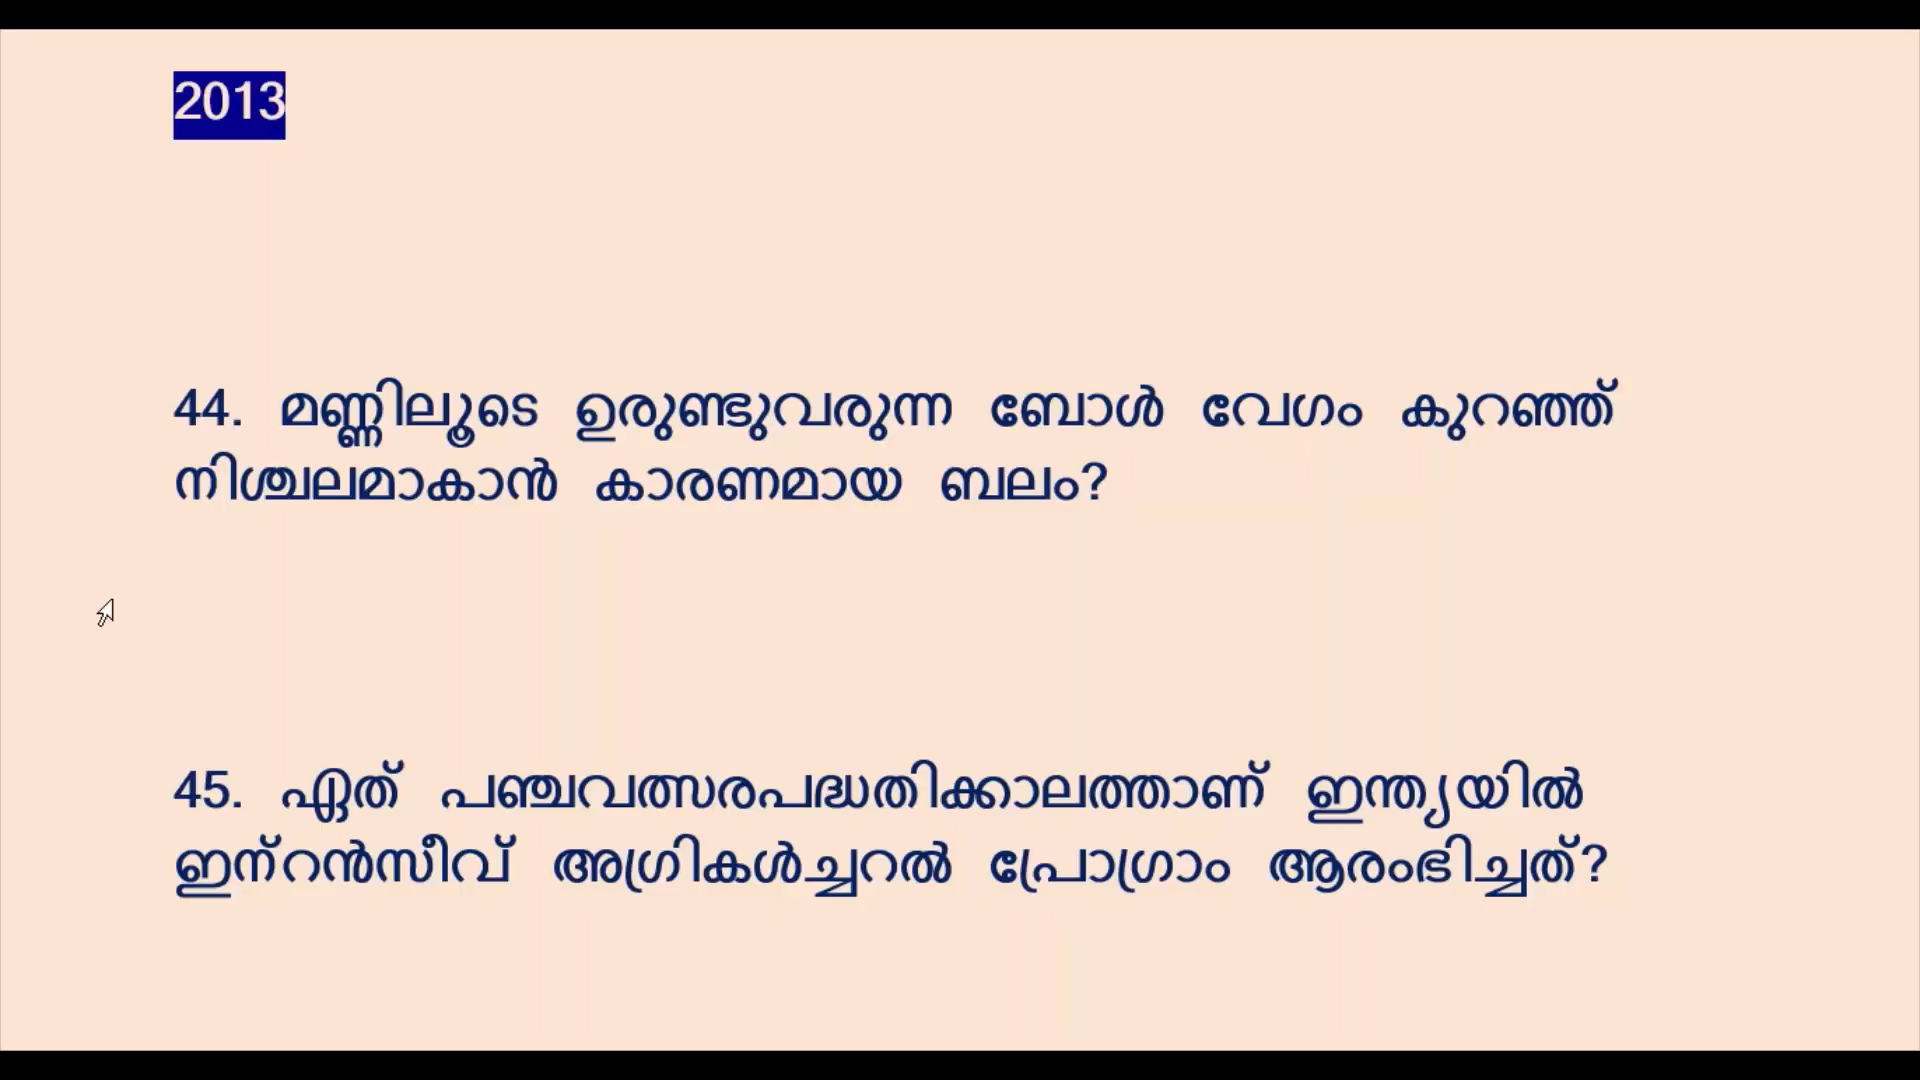 2013
44. മണ്ണിലൂടെ ഉരുണ്ടുവരുന്ന ബോൾ വേഗം കുറഞ്ഞ്
നിശ്ചലമാകാൻ കാരണമായ ബലം?
45. ഏത് പഞ്ചവത്സരപദ്ധതിക്കാലത്താണ് ഇന്ത്യയിൽ
ഇന്റൻസീവ് അഗ്രികൾച്ചറൽ പ്രോഗ്രാം ആരംഭിച്ചത്?